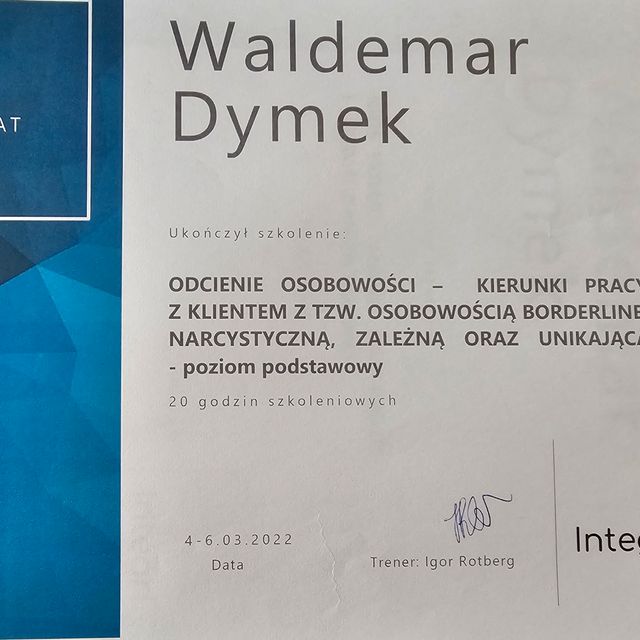 AT
Waldemar
Dymek
Ukończył szkolenie:
ODCIENIE OSOBOWOŚCI – KIERUNKI PRACY
Z KLIENTEM Z TZW. OSOBOWOŚCIĄ BORDERLINE
NARCYSTYCZNĄ, ZALEŻNĄ ORAZ UNIKAJĄCĄ
- poziom podstawowy
20 godzin szkoleniowych
4-6.03.2022
Data
Trener: Igor Rotberg
Integ